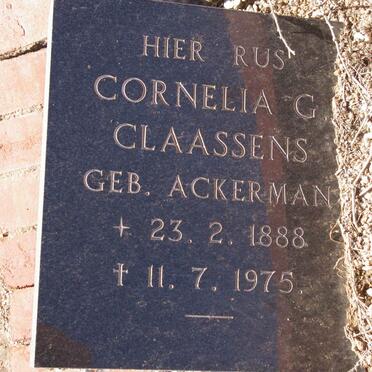 HIER RUS
CORNELIA G.
CLAASSENS
GEB. ACKERMAN
+ 23. 2. 1888
† 11. 7. 1975.